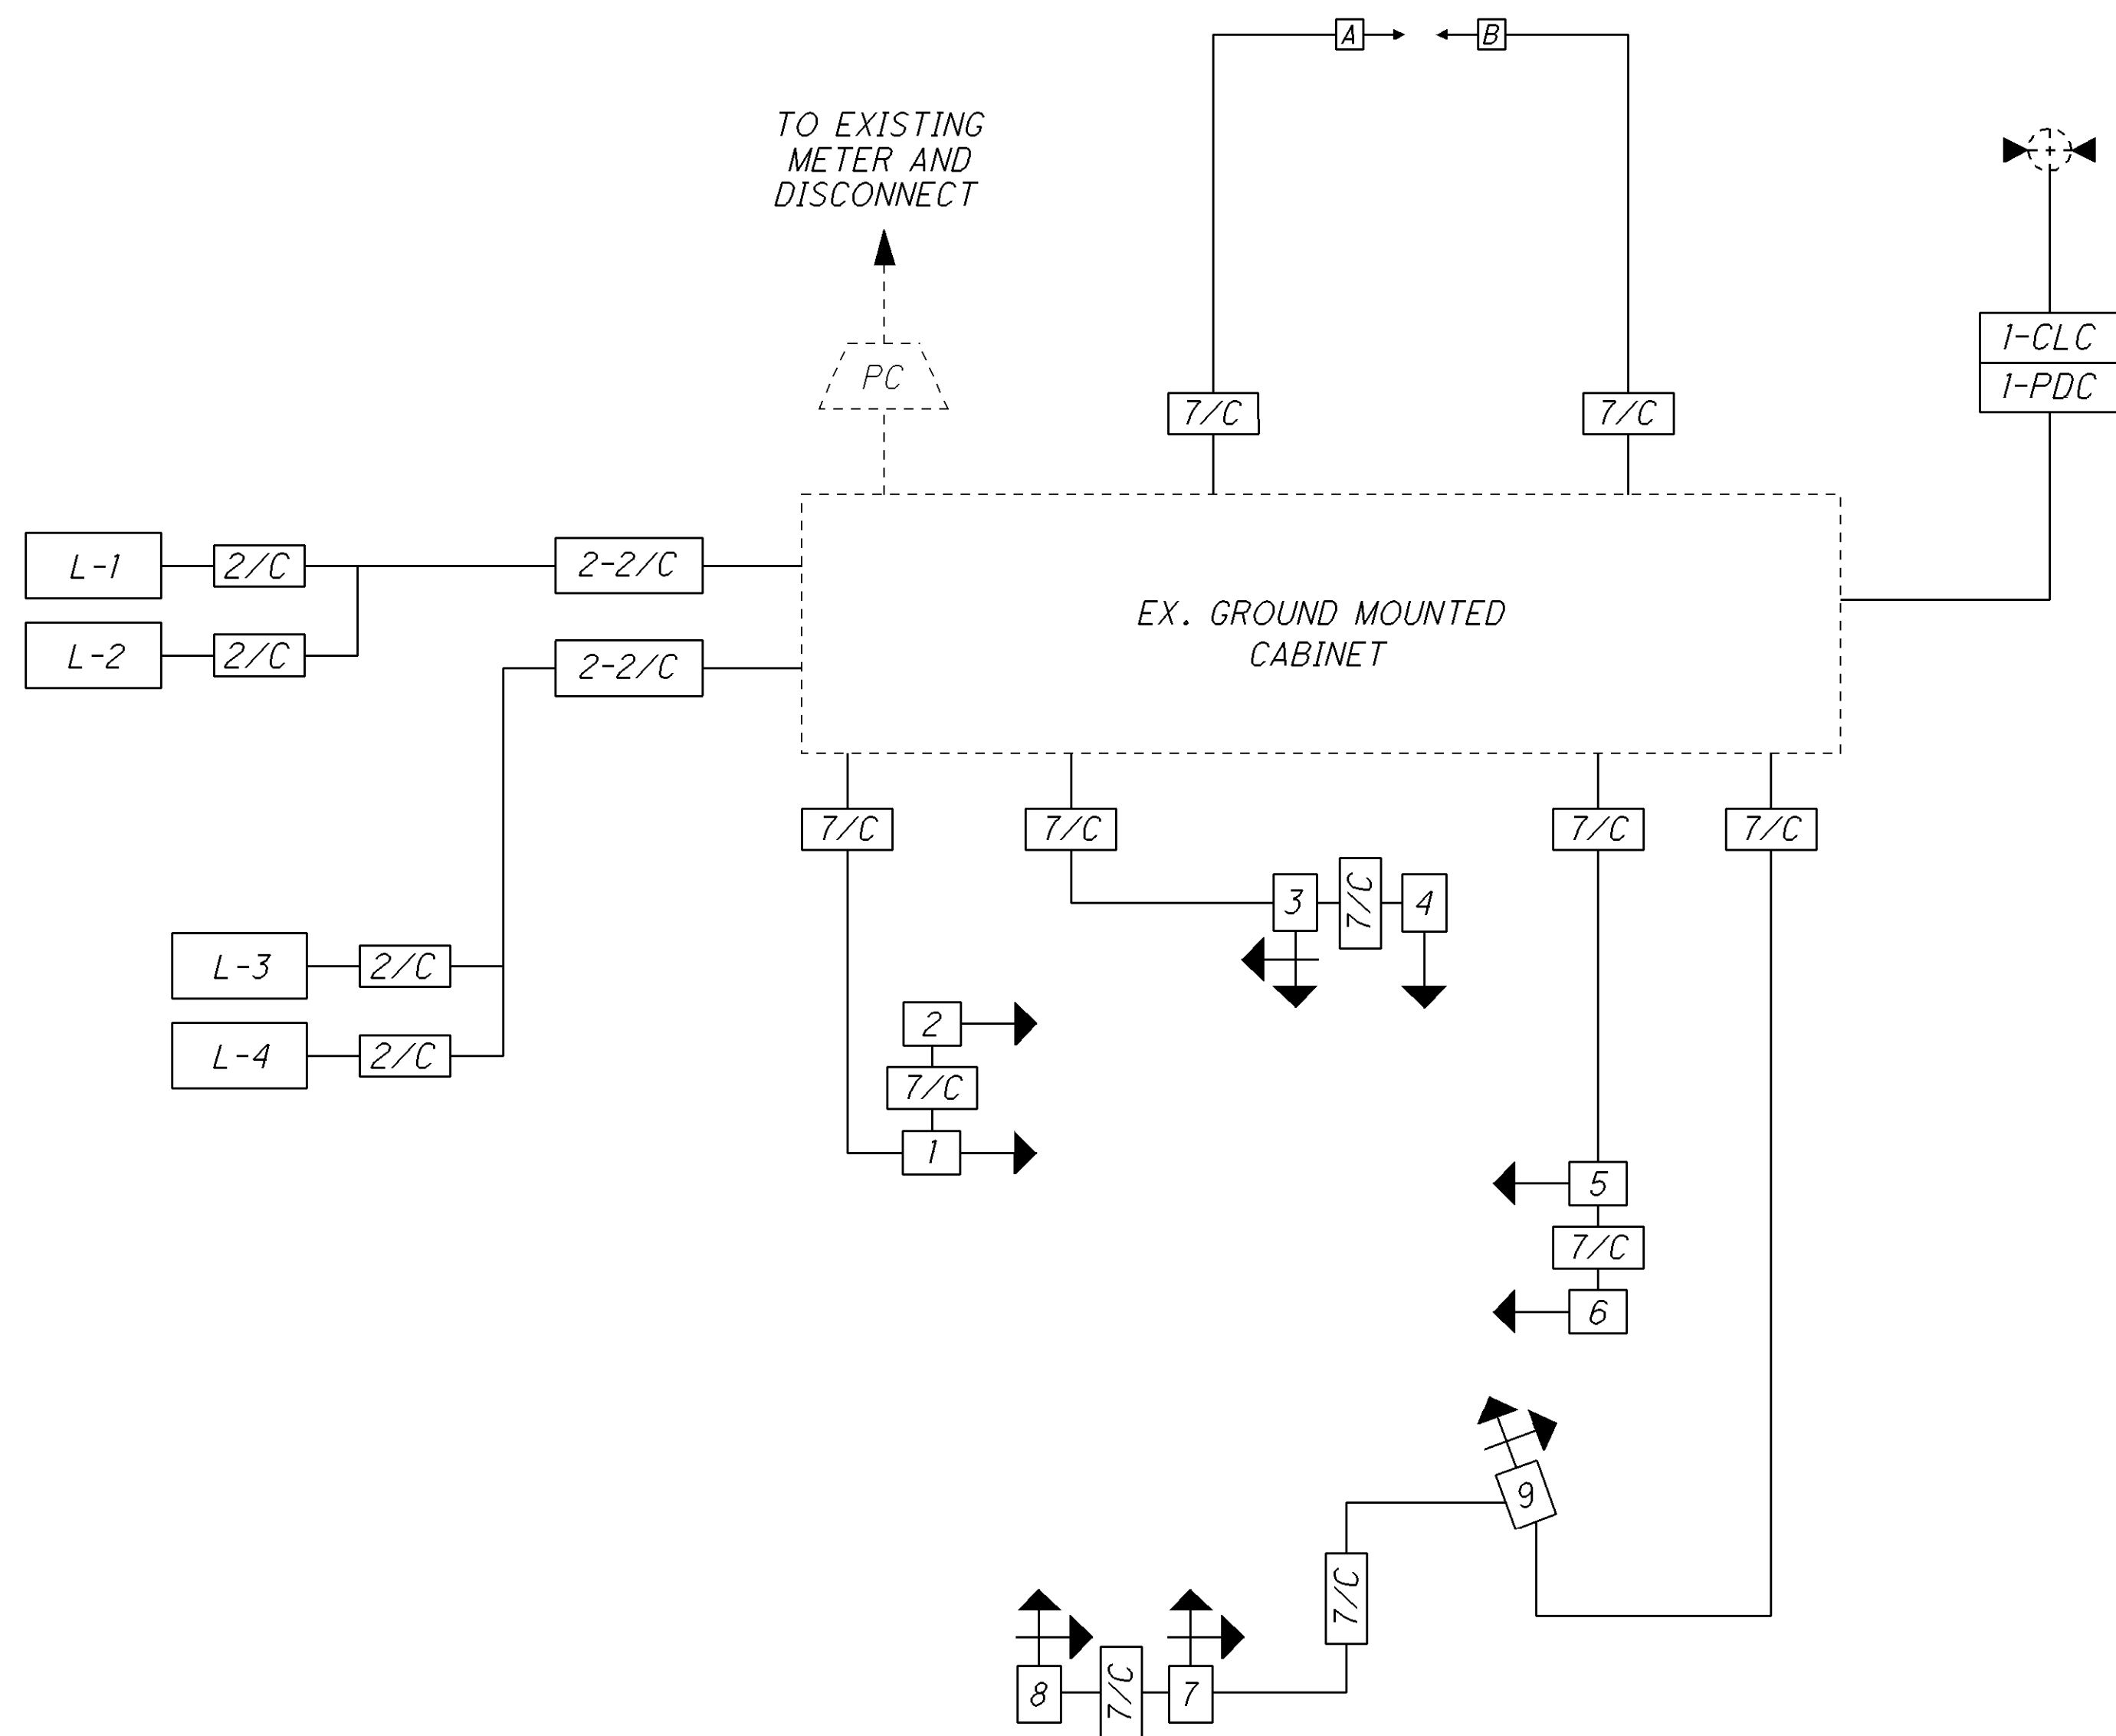 A
B
TO EXISTING
METER AND
DISCONNECT
1-CLC
PC
1-PDC
7/C
7/C
L-1
2/C
2-2/C
EX. GROUND MOUNTED
CABINET
L-2
2/C
2-2/C
7/C
7/C
7/C
7/C
3
7/C
4
L-3
2/C
2
L-4
2/C
7/C
1
5
7/C
6
9
7/C
8
7/C
7